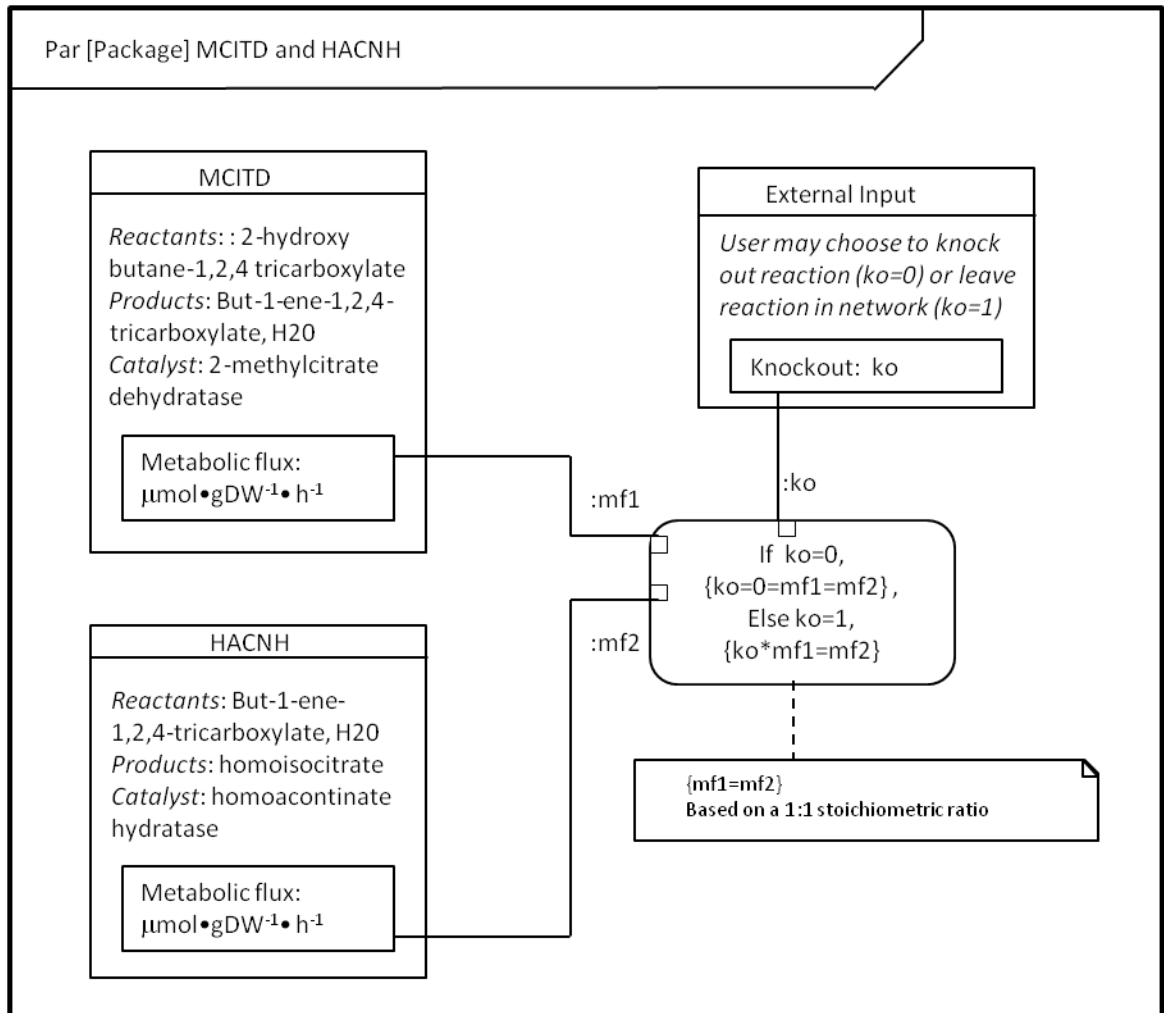 Par [Package] MCITD and HACNH
MCITD
Reactants: : 2-hydroxy
butane-1,2,4 tricarboxylate
Products: But-1-ene-1,2,4-
tricarboxylate, H20
Catalyst: 2-methylcitrate
dehydratase
Metabolic flux:
µmol•gDW⁻¹• h⁻¹
External Input
User may choose to knock
out reaction (ko=0) or leave
reaction in network (ko=1)
Knockout: ko
:ko
:mf1
If ko=0,
{ko=0=mf1=mf2} ,
Else ko=1,
{ko*mf1=mf2}
:mf2
HACNH
Reactants: But-1-ene-
1,2,4-tricarboxylate, H20
Products: homoisocitrate
Catalyst: homoacontinate
hydratase
Metabolic flux:
µmol•gDW⁻¹• h⁻¹
{mf1=mf2}
Based on a 1:1 stoichiometric ratio